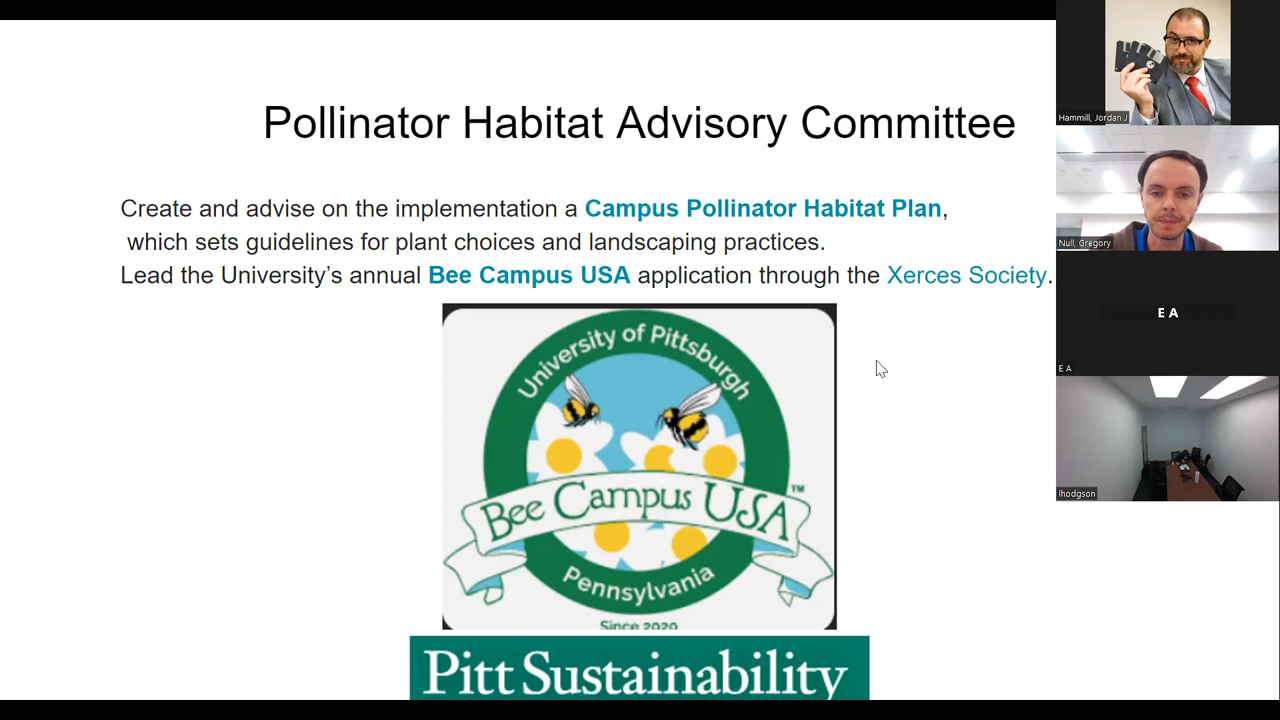 Pollinator Habitat Advisory Committee
Create and advise on the implementation a Campus Pollinator Habitat Plan,
which sets guidelines for plant choices and landscaping practices.
Lead the University’s annual Bee Campus USA application through the Xerces Society.
University of Pittsburgh
Bee Campus USA™
Pennsylvania
Since 2020
Pitt Sustainability
Hammill, Jordan J
Null, Gregory
E A
E A
lhodgson